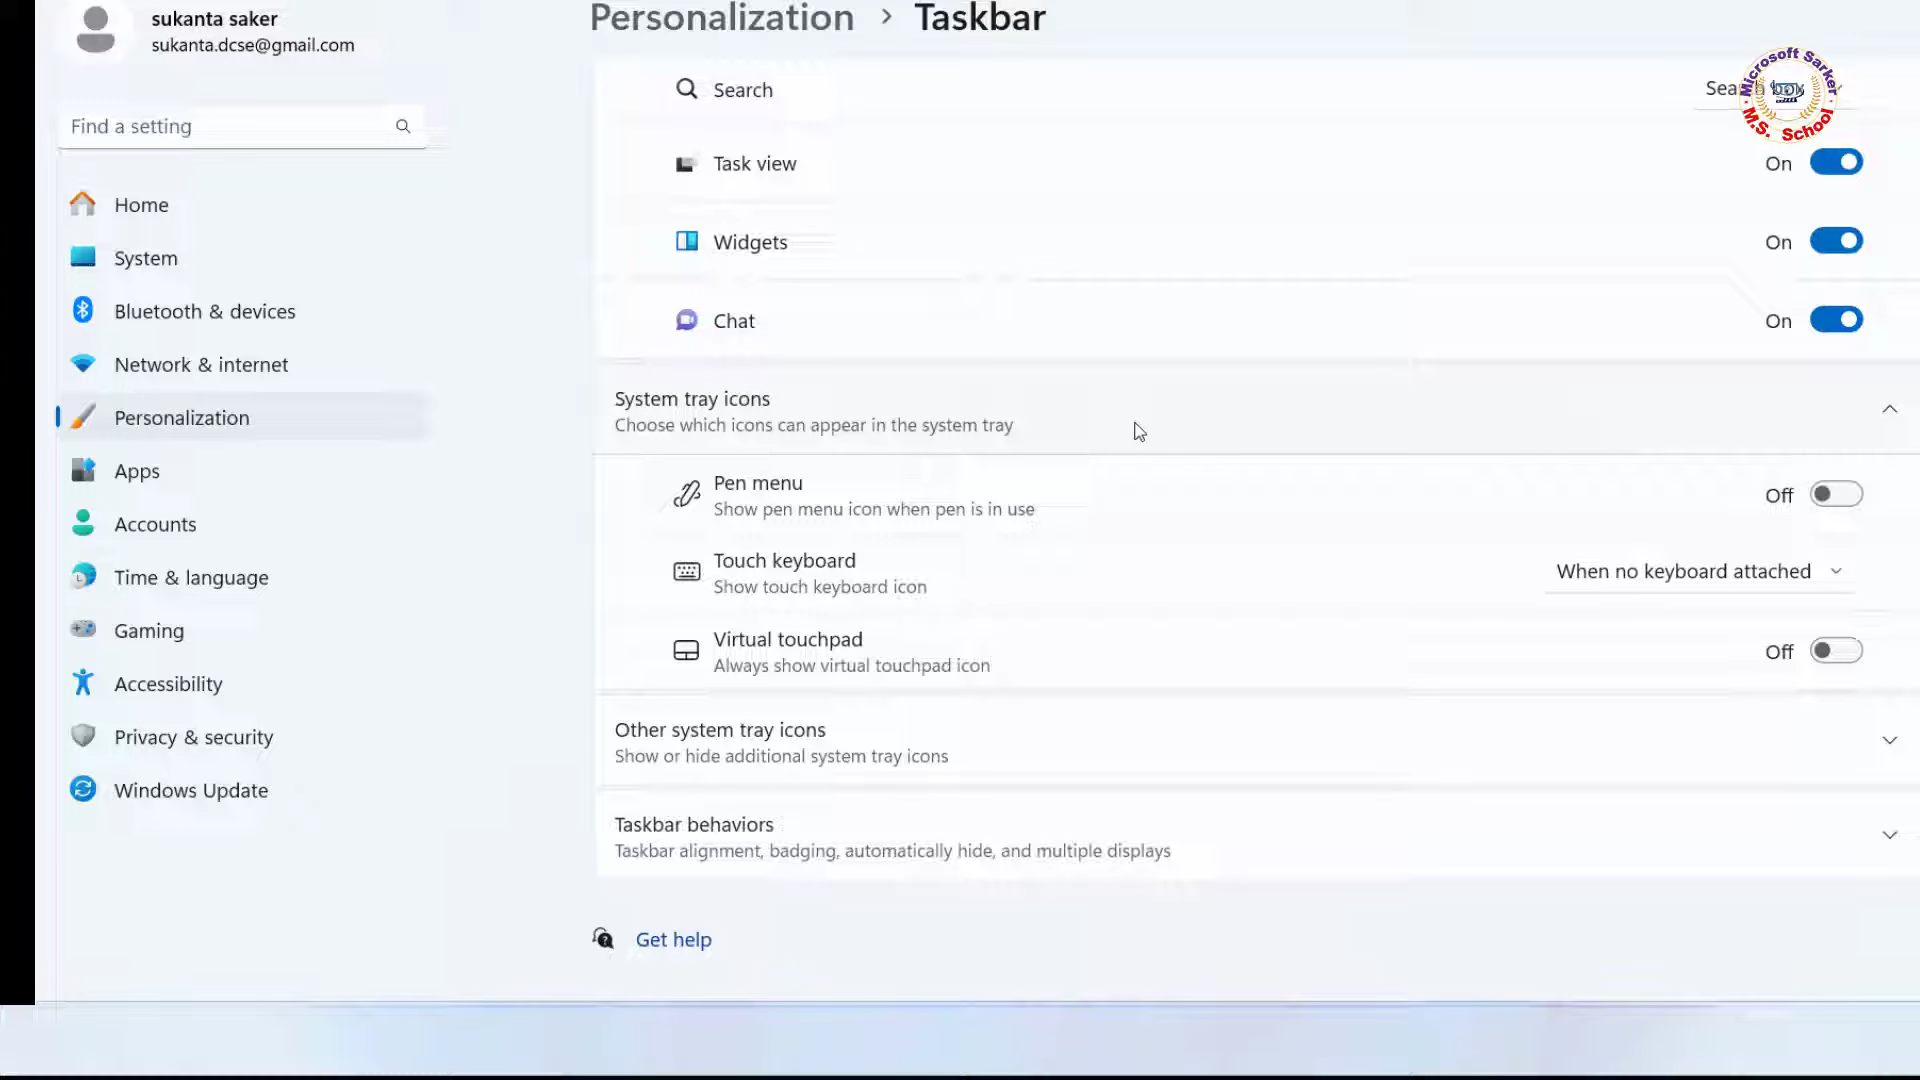 sukanta saker
sukanta.dcse@gmail.com
Find a setting
Home
System
Bluetooth & devices
Network & internet
Personalization
Apps
Accounts
Time & language
Gaming
Accessibility
Privacy & security
Windows Update
Personalization > Taskbar
Search
Search box
Microsoft Sarker
M.S. School
Task view
On
Widgets
On
Chat
On
System tray icons
Choose which icons can appear in the system tray
Pen menu
Show pen menu icon when pen is in use
Off
Touch keyboard
Show touch keyboard icon
When no keyboard attached
Virtual touchpad
Always show virtual touchpad icon
Off
Other system tray icons
Show or hide additional system tray icons
Taskbar behaviors
Taskbar alignment, badging, automatically hide, and multiple displays
Get help